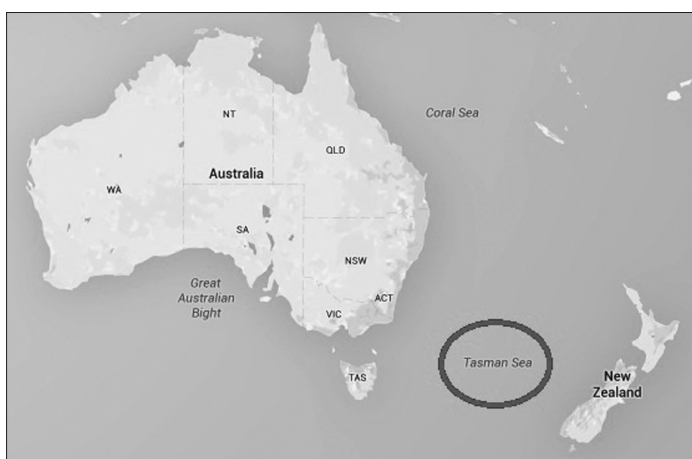 Coral Sea
NT
QLD
Australia
WA
SA
NSW
Great
Australian
Bight
ACT
VIC
Tasman Sea
TAS
New
Zealand